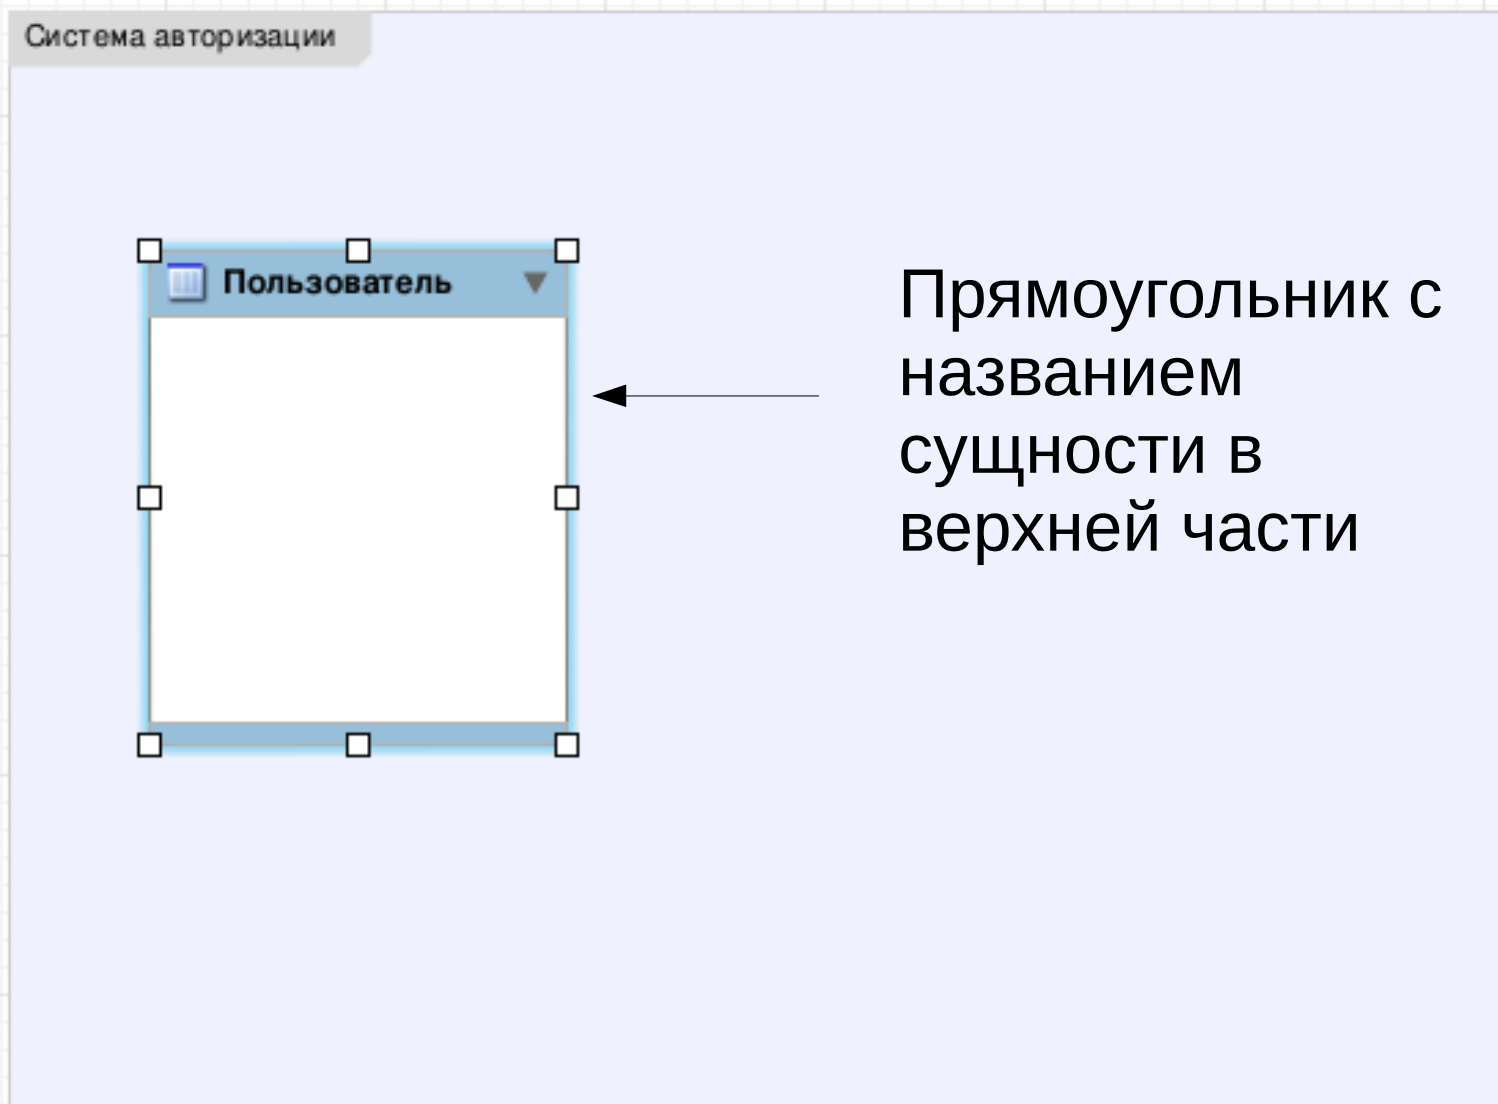 Система авторизации
Пользователь
Прямоугольник с
названием
сущности в
верхней части